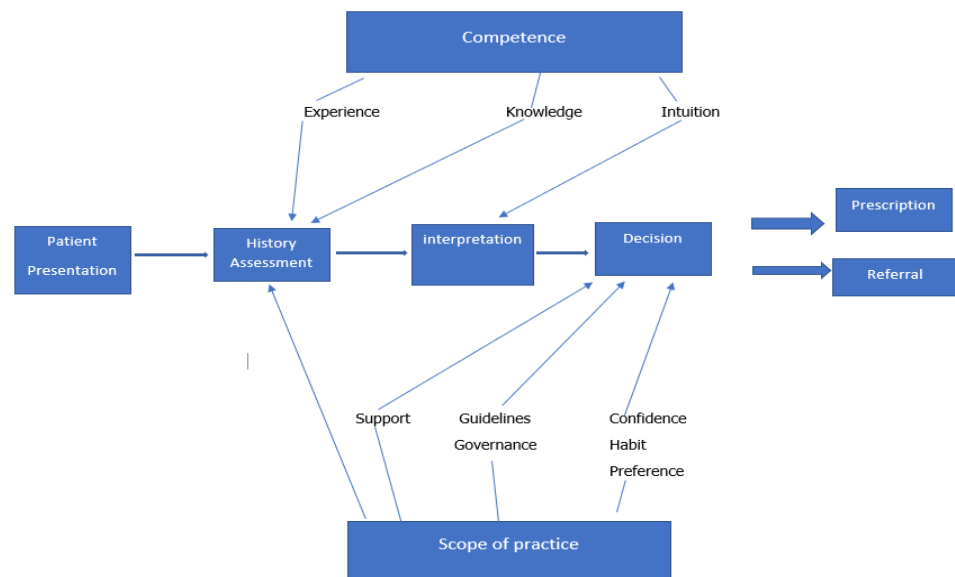 Competence
Experience
Knowledge
Intuition
Patient
Presentation
History
Assessment
interpretation
Decision
Prescription
Referral
Support
Guidelines
Governance
Confidence
Habit
Preference
Scope of practice